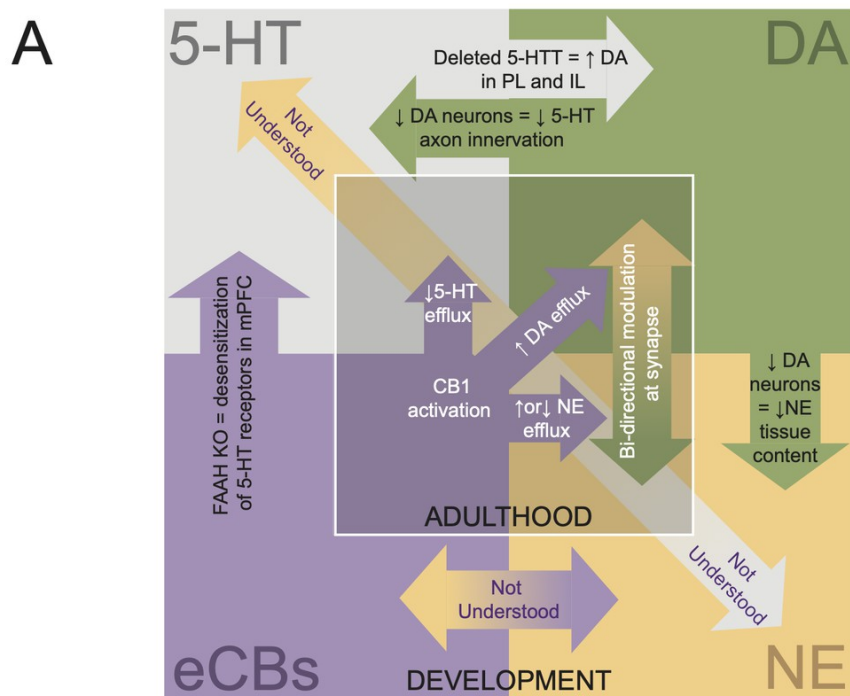 A
5-HT
DA
Deleted 5-HTT = ↑ DA
in PL and IL
↓ DA neurons = ↓ 5-HT
axon innervation
Not
Understood
FAAH KO = desensitization
of 5-HT receptors in mPFC
↓5-HT
efflux
↑ DA efflux
CB1
activation
↑or↓ NE
efflux
Bi-directional modulation
at synapse
↓ DA
neurons
= ↓NE
tissue
content
ADULTHOOD
Not
Understood
Not
Understood
eCBs
DEVELOPMENT
NE